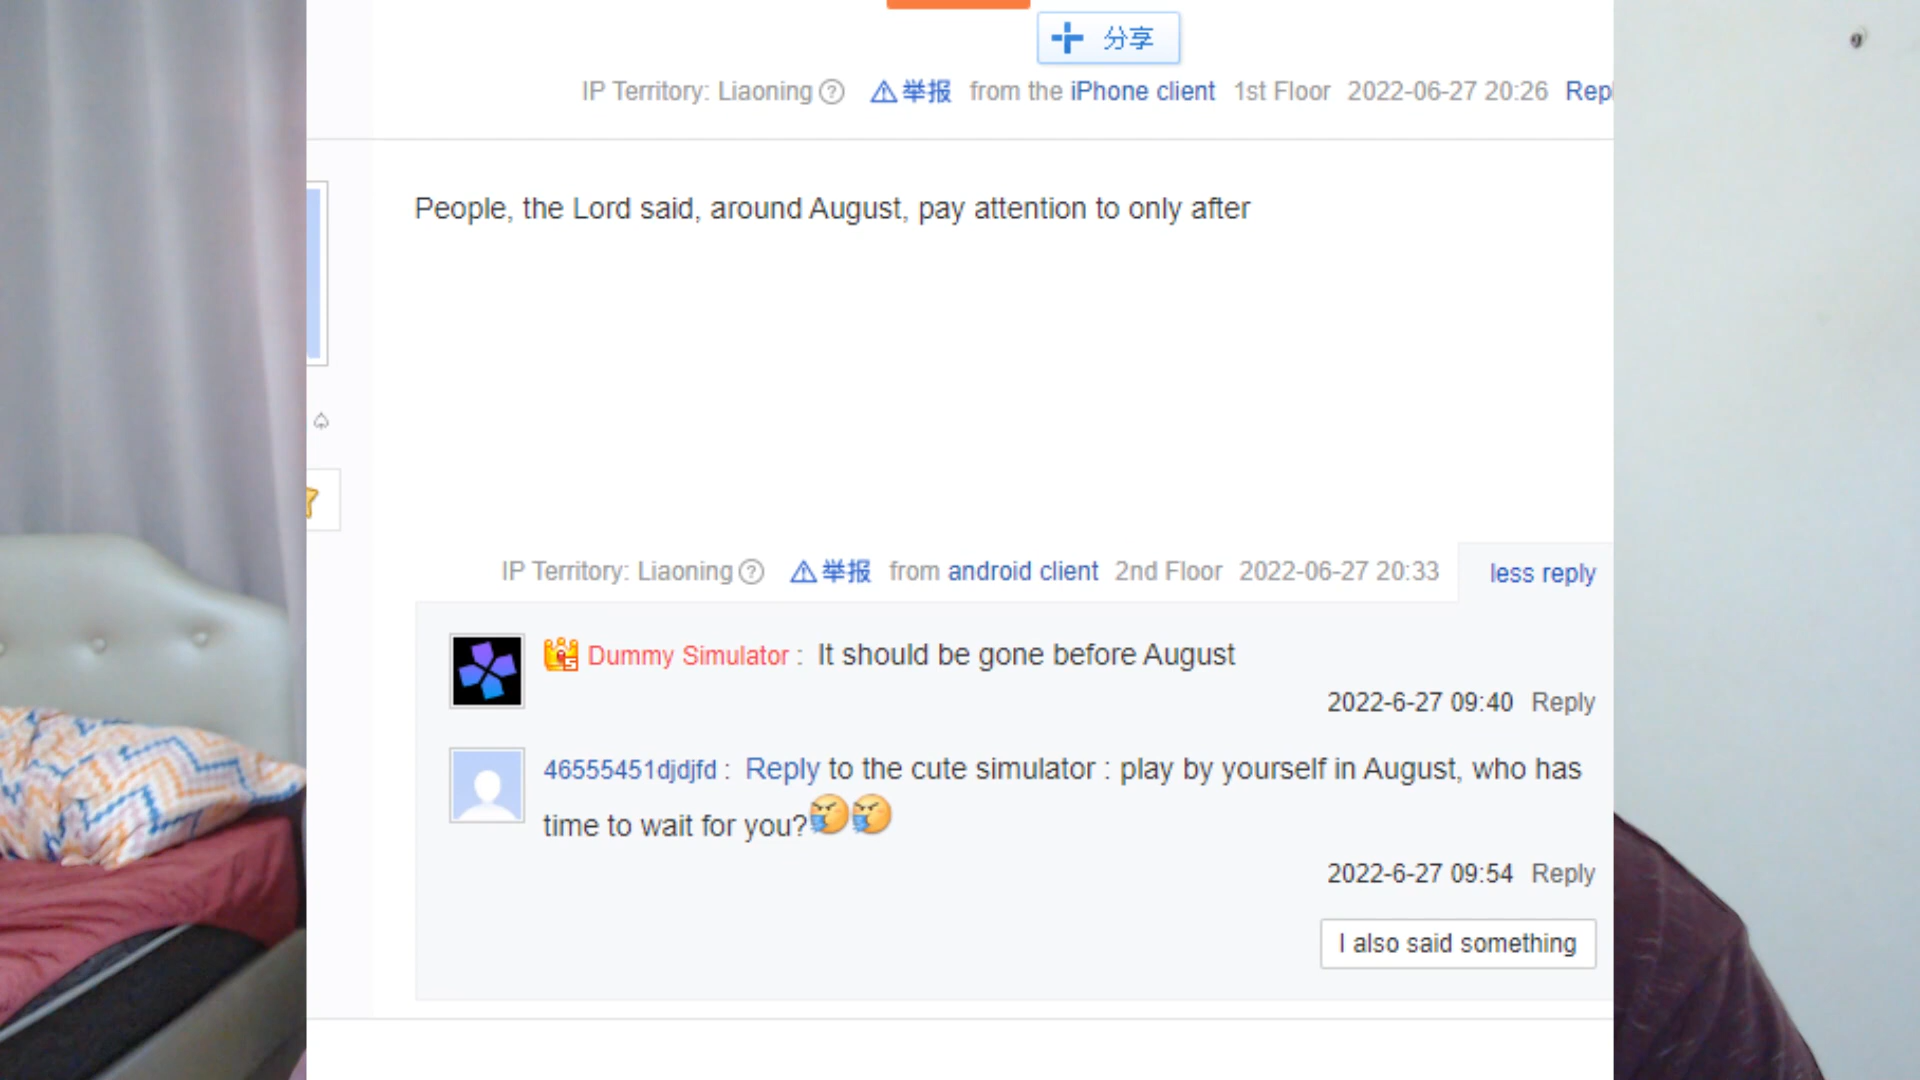 分享
IP Territory: Liaoning ? 举报 from the iPhone client 1st Floor 2022-06-27 20:26 Repl
People, the Lord said, around August, pay attention to only after
IP Territory: Liaoning ? 举报 from android client 2nd Floor 2022-06-27 20:33 less reply
Dummy Simulator : It should be gone before August
2022-6-27 09:40 Reply
46555451djdjfd : Reply to the cute simulator : play by yourself in August, who has
time to wait for you?
2022-6-27 09:54 Reply
I also said something